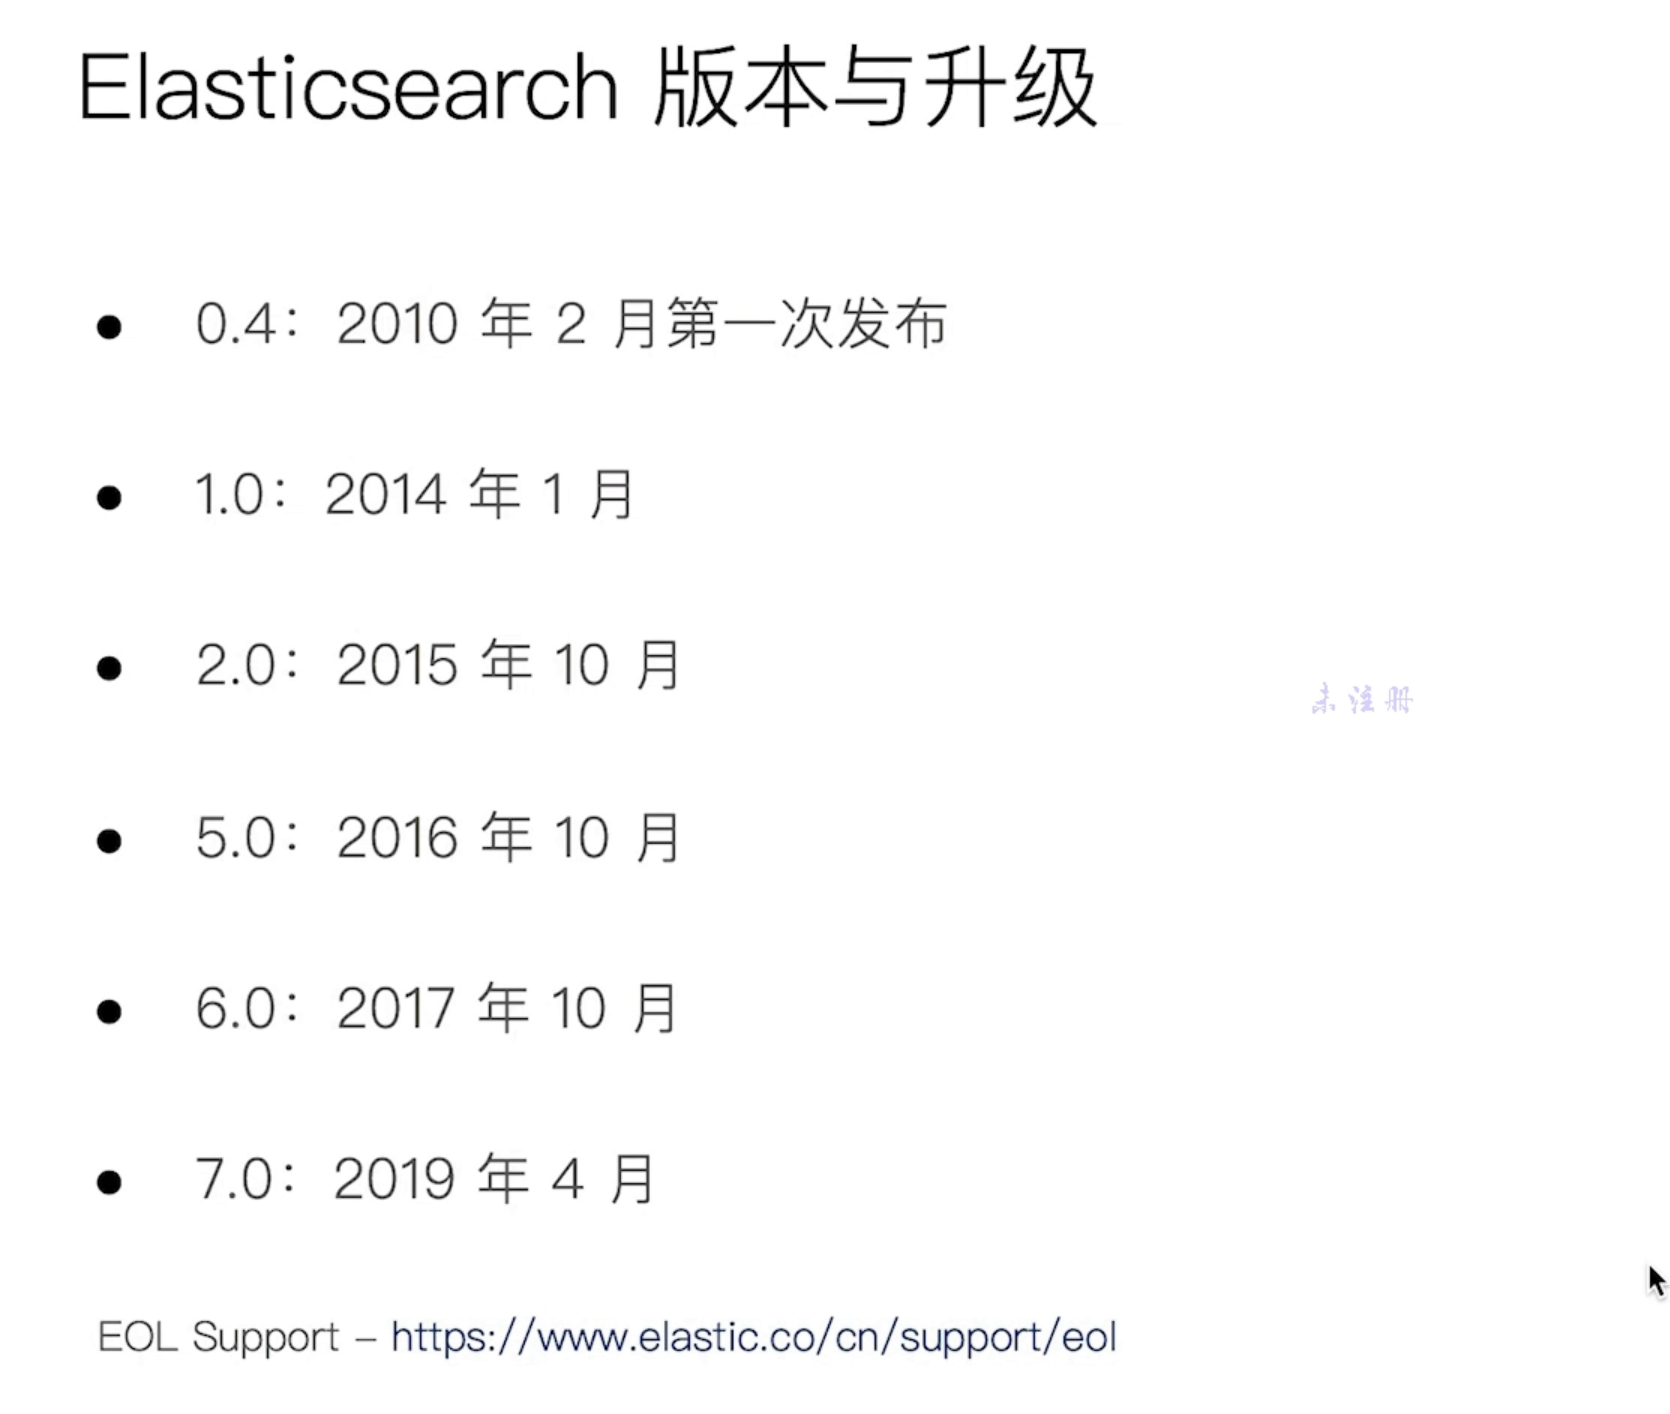 Elasticsearch 版本与升级
0.4：2010 年 2 月第一次发布
1.0：2014 年 1 月
2.0：2015 年 10 月
未注册
5.0：2016 年 10 月
6.0：2017 年 10 月
7.0：2019 年 4 月
EOL Support – https://www.elastic.co/cn/support/eol